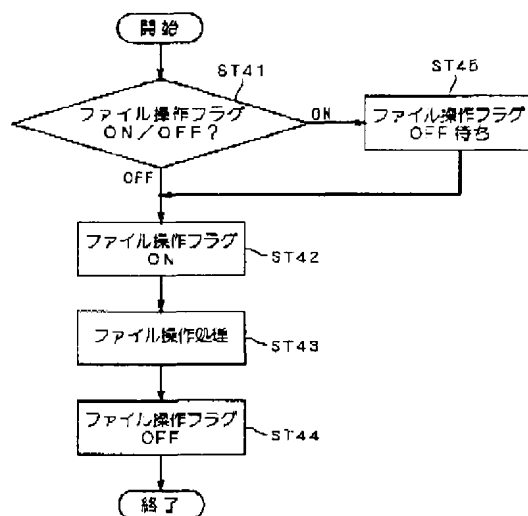 開始
ST41
ファイル操作フラグ
ON/OFF?
ON
ST45
ファイル操作フラグ
OFF待ち
OFF
ファイル操作フラグ
ON
ST42
ファイル操作処理
ST43
ファイル操作フラグ
OFF
ST44
終了